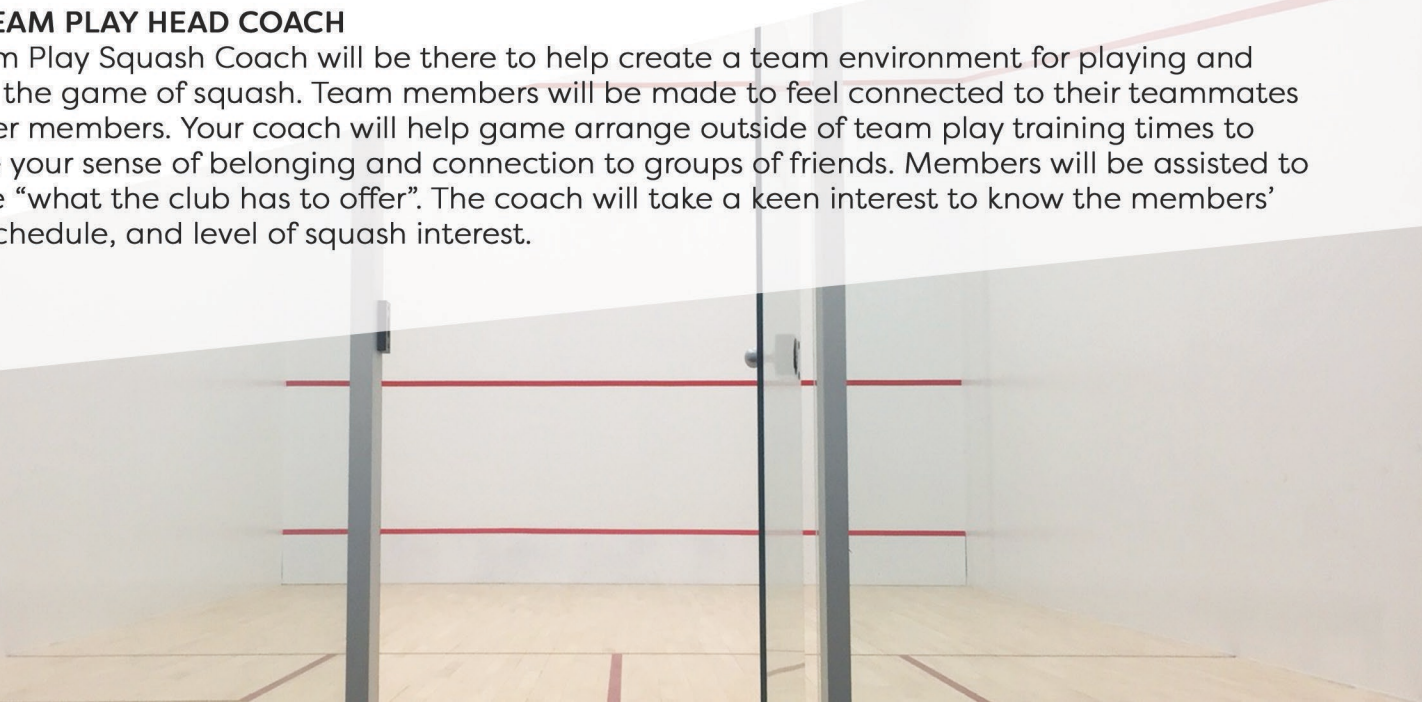 EAM PLAY HEAD COACH
m Play Squash Coach will be there to help create a team environment for playing and
the game of squash. Team members will be made to feel connected to their teammates
er members. Your coach will help game arrange outside of team play training times to
your sense of belonging and connection to groups of friends. Members will be assisted to
e “what the club has to offer”. The coach will take a keen interest to know the members’
chedule, and level of squash interest.